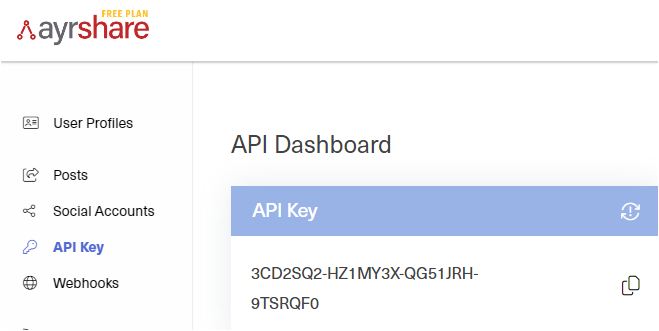 FREE PLAN
ayrshare
User Profiles
Posts
Social Accounts
API Key
Webhooks
API Dashboard
API Key
3CD2SQ2-HZ1MY3X-QG51JRH-
9TSRQF0